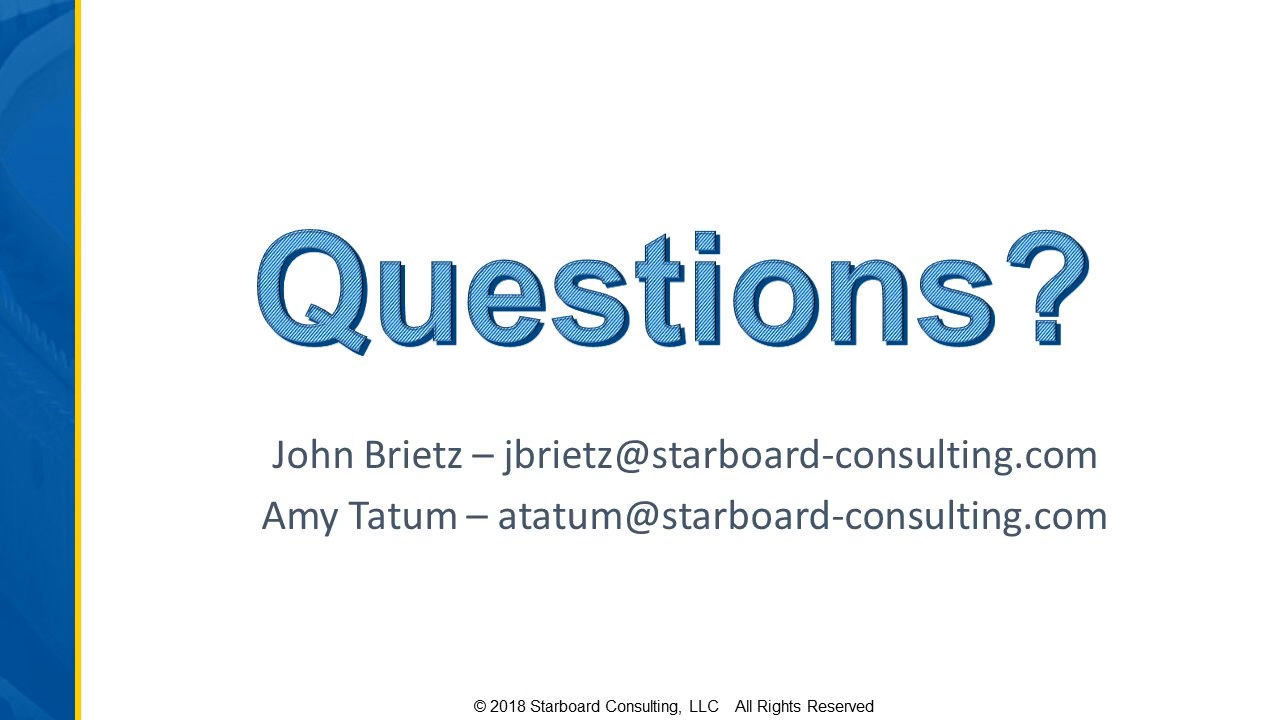 Questions?
John Brietz – jbrietz@starboard-consulting.com
Amy Tatum – atatum@starboard-consulting.com
© 2018 Starboard Consulting, LLC All Rights Reserved